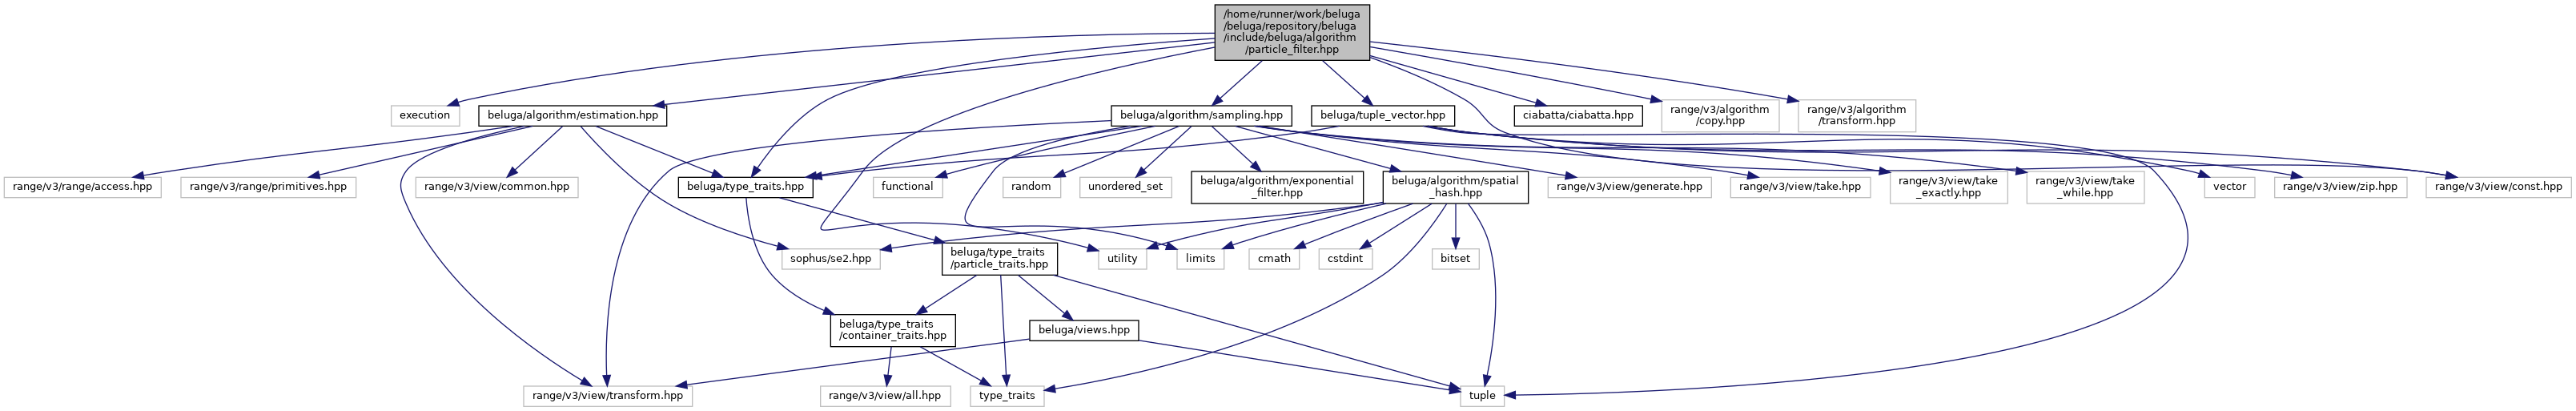 /home/runner/work/beluga
/beluga/repository/beluga
/include/beluga/algorithm
/particle_filter.hpp
execution
beluga/algorithm/estimation.hpp
beluga/algorithm/sampling.hpp
beluga/tuple_vector.hpp
ciabatta/ciabatta.hpp
range/v3/algorithm
/copy.hpp
range/v3/algorithm
/transform.hpp
range/v3/range/access.hpp
range/v3/range/primitives.hpp
range/v3/view/common.hpp
beluga/type_traits.hpp
functional
random
unordered_set
beluga/algorithm/exponential
_filter.hpp
beluga/algorithm/spatial
_hash.hpp
range/v3/view/generate.hpp
range/v3/view/take.hpp
range/v3/view/take
_exactly.hpp
range/v3/view/take
_while.hpp
vector
range/v3/view/zip.hpp
range/v3/view/const.hpp
sophus/se2.hpp
beluga/type_traits
/particle_traits.hpp
utility
limits
cmath
cstdint
bitset
beluga/type_traits
/container_traits.hpp
beluga/views.hpp
range/v3/view/transform.hpp
range/v3/view/all.hpp
type_traits
tuple